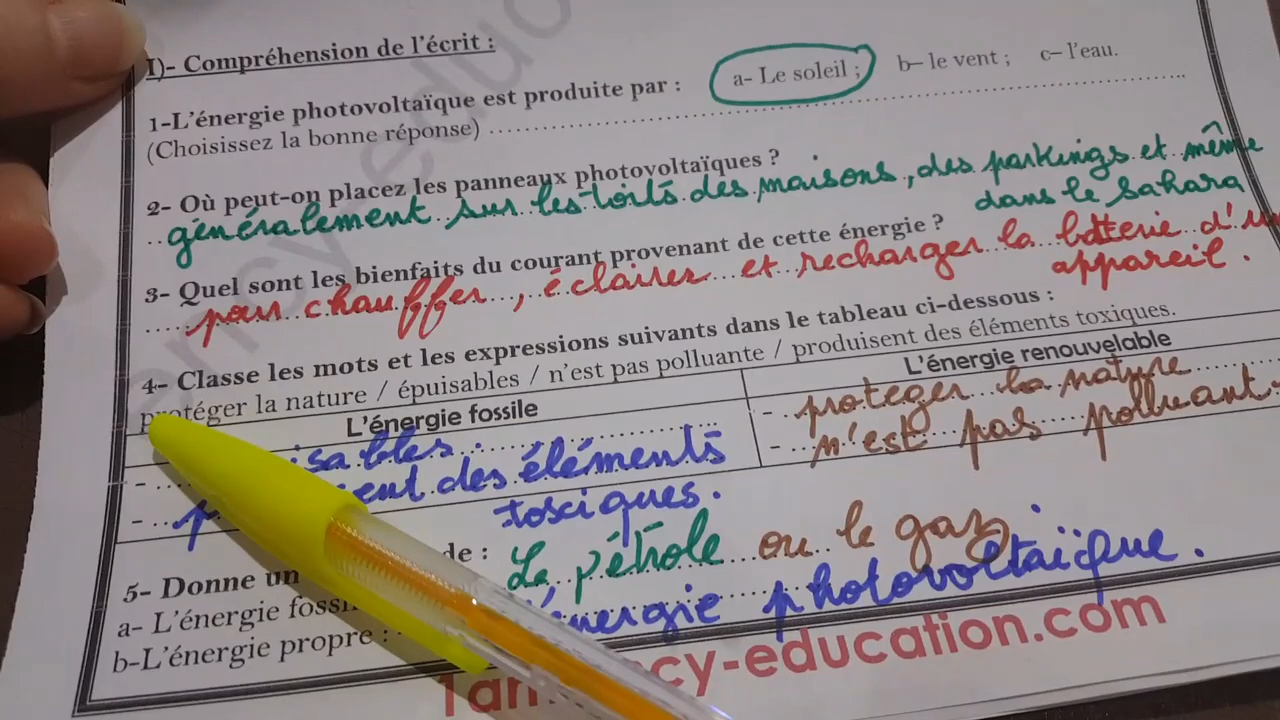 I)- Compréhension de l'écrit :
1-L'énergie photovoltaïque est produite par : a- Le soleil ; b– le vent ; c– l'eau.
(Choisissez la bonne réponse)
2- Où peut-on placez les panneaux photovoltaïques ?
généralement sur les toits des maisons, des parkings et même
dans le sahara
3- Quel sont les bienfaits du courant provenant de cette énergie ?
pour chauffer, éclairer et recharger la batterie
appareil.
4- Classe les mots et les expressions suivants dans le tableau ci-dessous :
protéger la nature / épuisables / n'est pas polluante / produisent des éléments toxiques.
L'énergie fossile L'énergie renouvelable
- - proteger la nature
- des éléments - n'est pas polluant
toxiques.
5- Donne un de :
a- L'énergie Le pétrole ou le gaz
b-L'énergie propre : énergie photovoltaïque.
cy-education.com